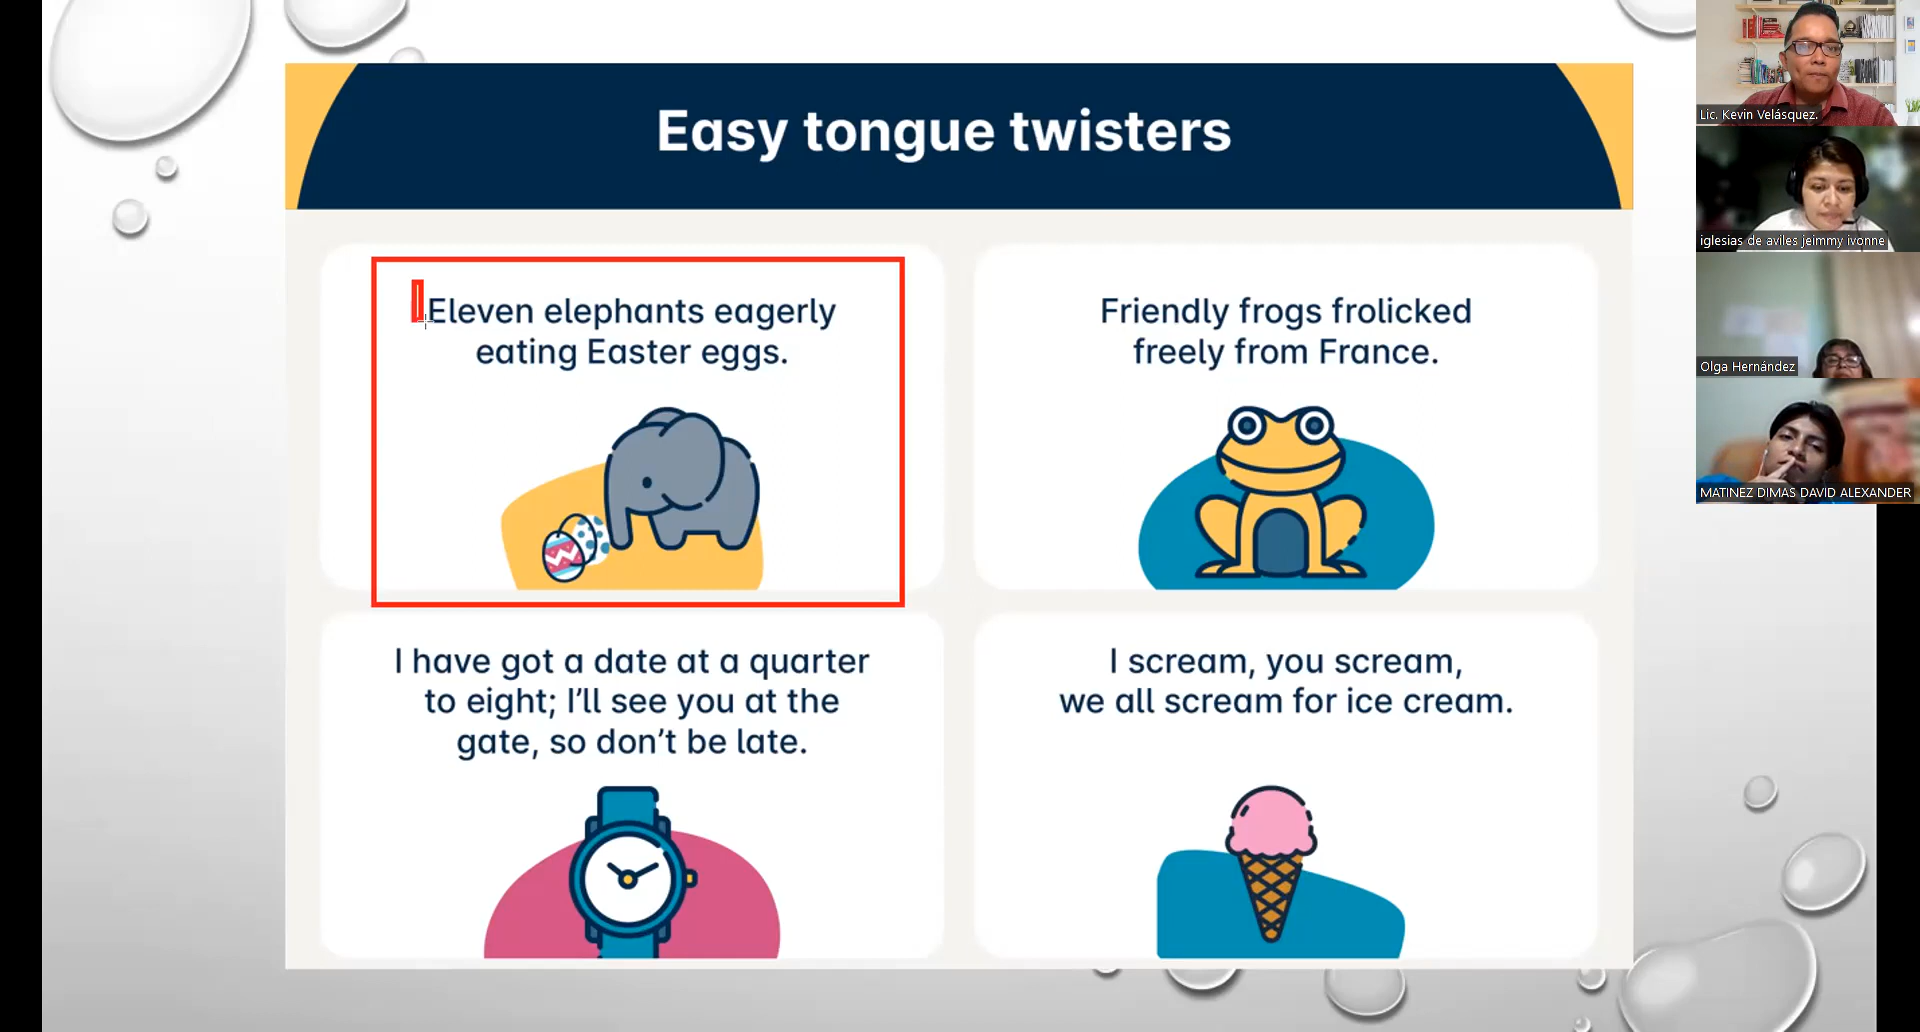 Easy tongue twisters
Eleven elephants eagerly
eating Easter eggs.
Friendly frogs frolicked
freely from France.
I have got a date at a quarter
to eight; I'll see you at the
gate, so don't be late.
I scream, you scream,
we all scream for ice cream.
Lic. Kevin Velásquez.
iglesias de aviles jeimmy ivonne
Olga Hernández
MATINEZ DIMAS DAVID ALEXANDER